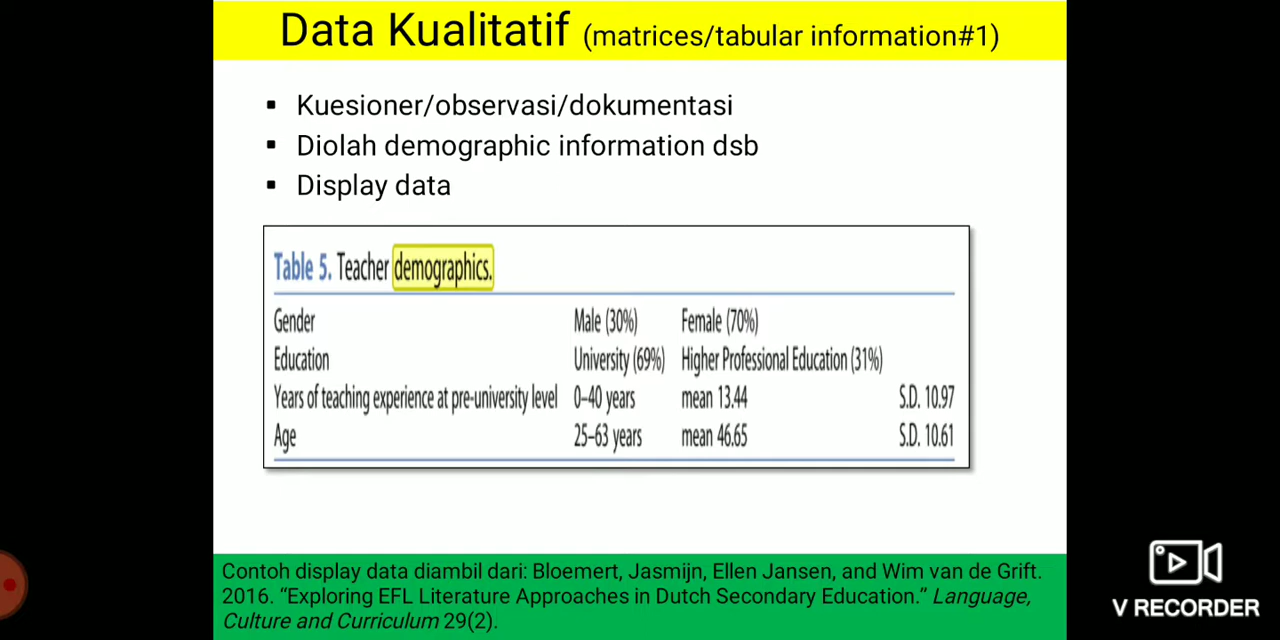 Data Kualitatif (matrices/tabular information#1)
▪ Kuesioner/observasi/dokumentasi
▪ Diolah demographic information dsb
▪ Display data
Table 5. Teacher demographics.
Gender Male (30%) Female (70%)
Education University (69%) Higher Professional Education (31%)
Years of teaching experience at pre-university level 0–40 years mean 13.44 S.D. 10.97
Age 25–63 years mean 46.65 S.D. 10.61
Contoh display data diambil dari: Bloemert, Jasmijn, Ellen Jansen, and Wim van de Grift.
2016. “Exploring EFL Literature Approaches in Dutch Secondary Education.” Language,
Culture and Curriculum 29(2).
V RECORDER